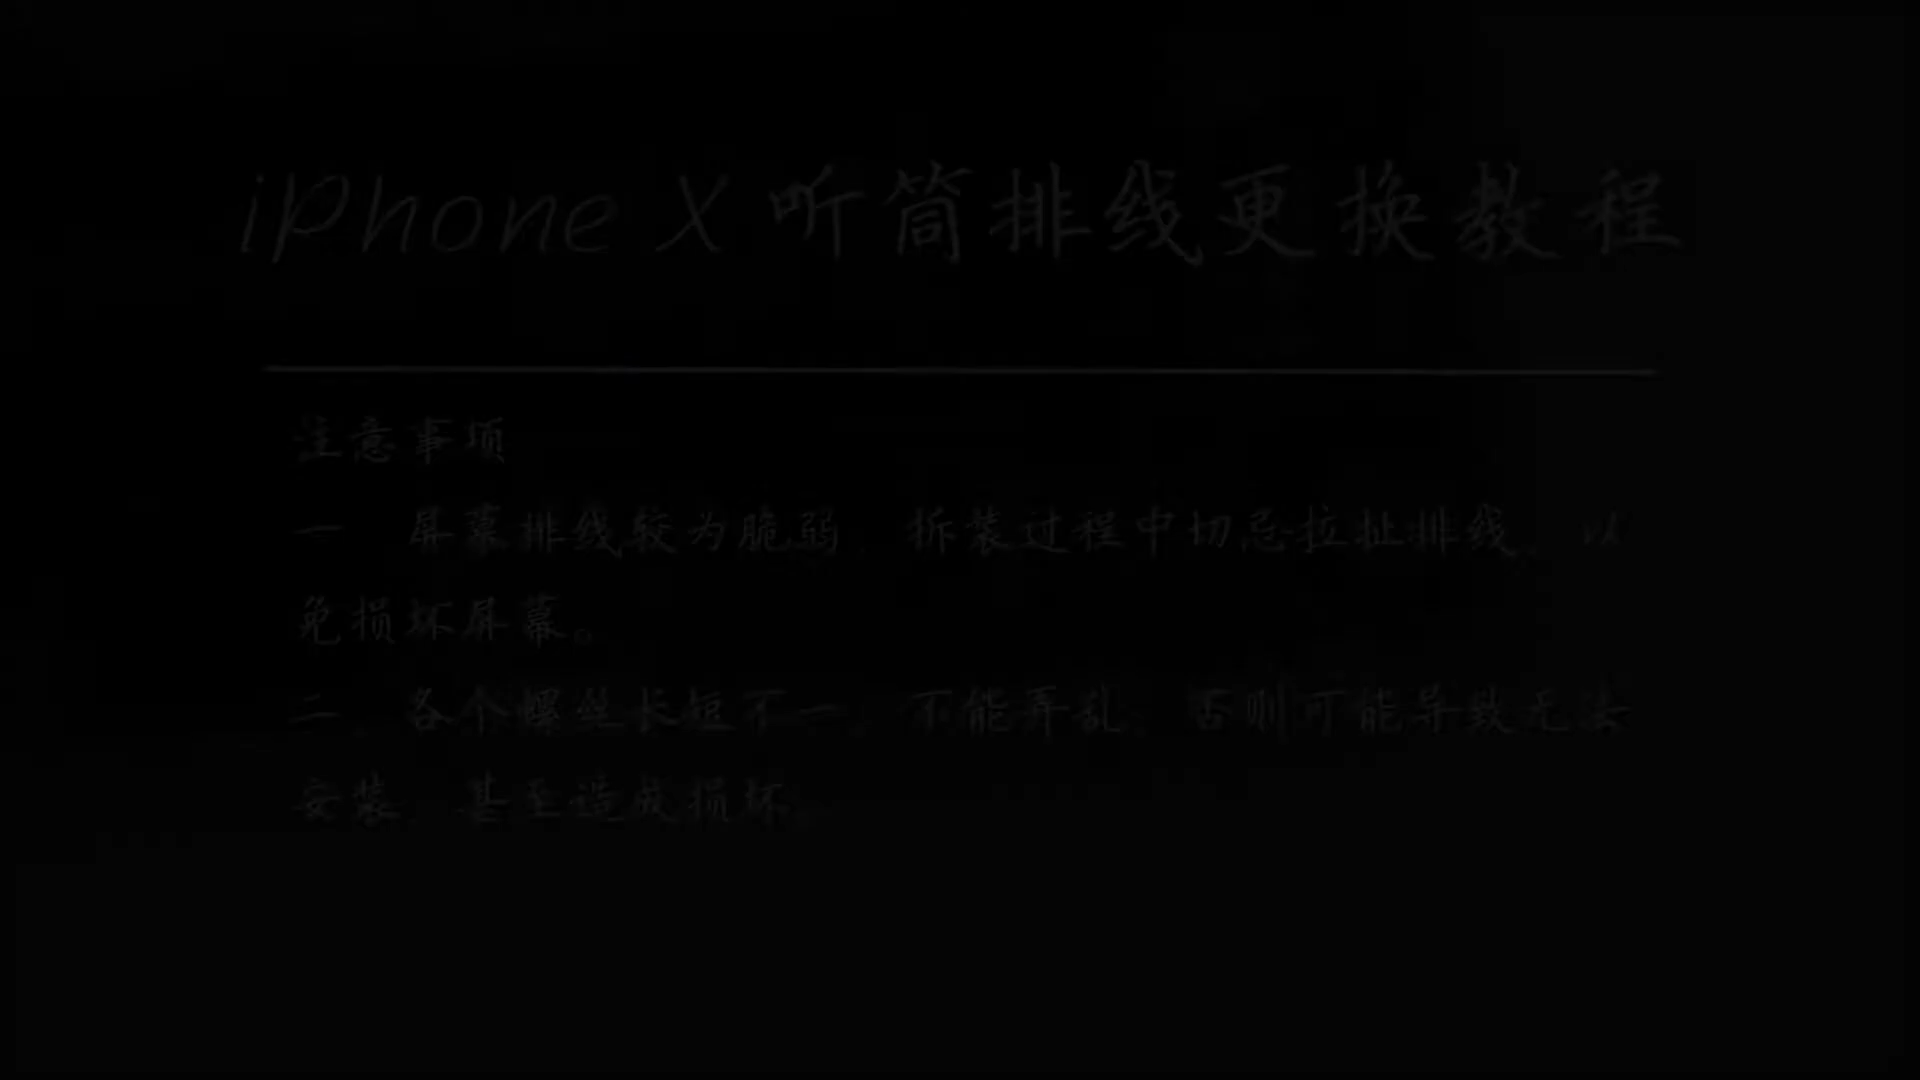 iPhone X 听筒排线更换教程
注意事项
一、屏幕排线较为脆弱，拆装过程中切忌拉扯排线，以
免损坏屏幕。
二、各个螺丝长短不一，不能弄乱，否则可能导致无法
安装，甚至造成损坏。